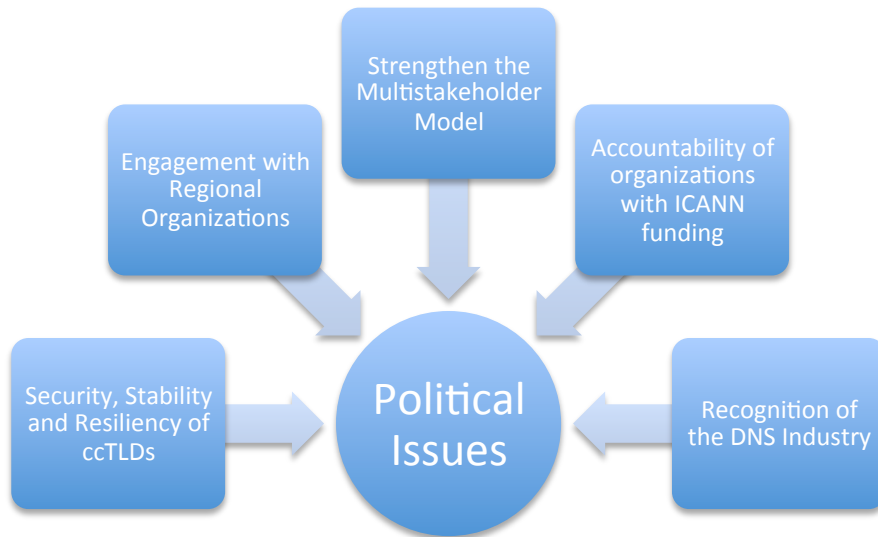 Strengthen the
Multistakeholder
Model
Engagement with
Regional
Organizations
Accountability of
organizations
with ICANN
funding
Security, Stability
and Resiliency of
ccTLDs
Political
Issues
Recognition of
the DNS Industry